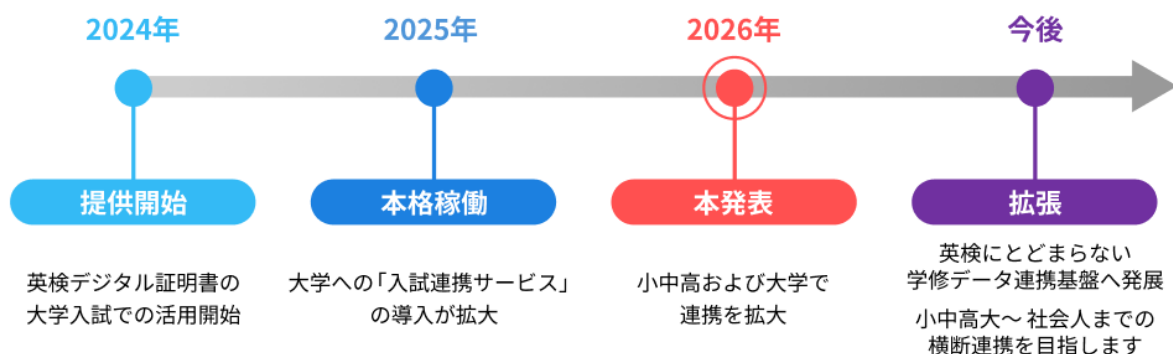 2024年
2025年
2026年
今後
提供開始
本格稼働
本発表
拡張
英検デジタル証明書の
大学入試での活用開始
大学への「入試連携サービス」
の導入が拡大
小中高および大学で
連携を拡大
英検にとどまらない
学修データ連携基盤へ発展
小中高大～ 社会人までの
横断連携を目指します